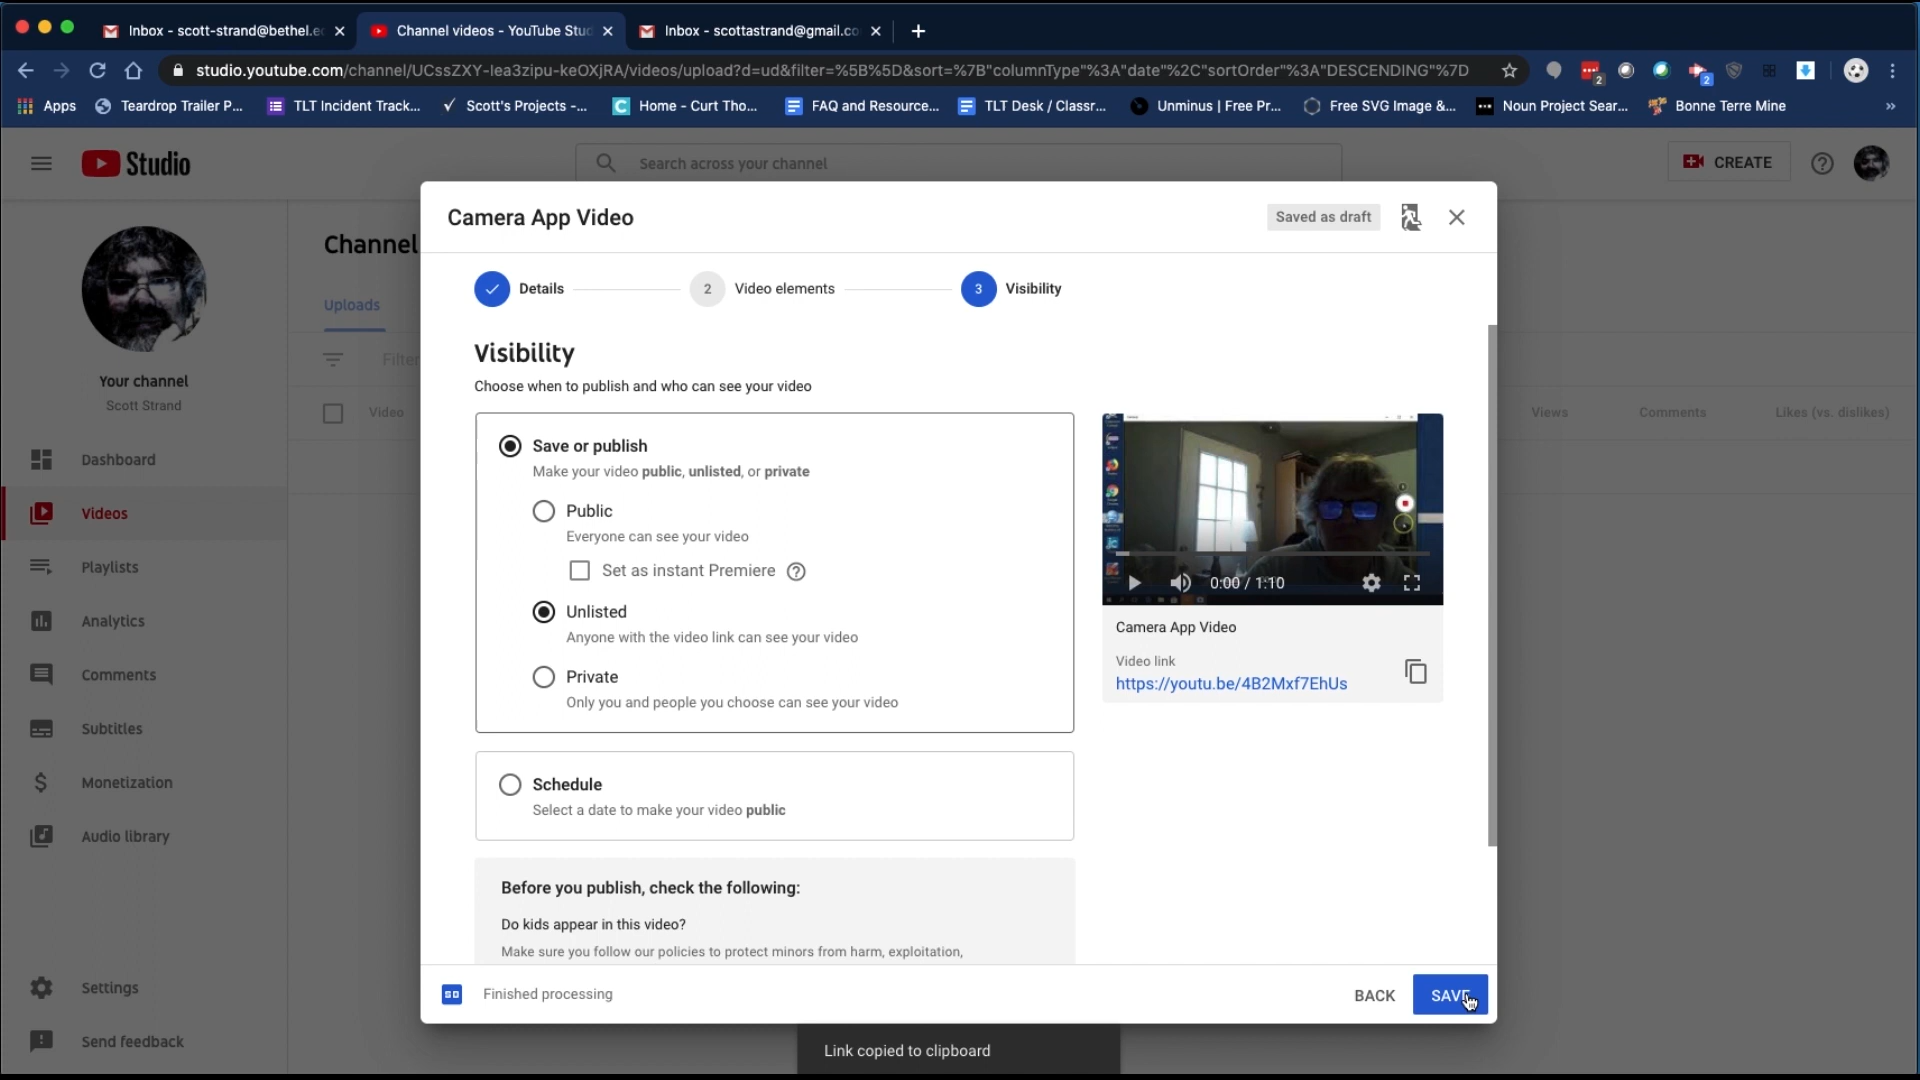 Inbox - scott-strand@bethel.e
Channel videos - YouTube Stud
Inbox - scottastrand@gmail.co
studio.youtube.com/channel/UCssZXY-Iea3zipu-keOXjRA/videos/upload?d=ud&filter=%5B%5D&sort=%7B"columnType"%3A"date"%2C"sortOrder"%3A"DESCENDING"%7D
2
2
Apps
Teardrop Trailer P...
TLT Incident Track...
Scott's Projects -...
Home - Curt Tho...
FAQ and Resource...
TLT Desk / Classr...
Unminus | Free Pr...
Free SVG Image &...
Noun Project Sear...
Bonne Terre Mine
»
Studio
Search across your channel
CREATE
Your channel
Scott Strand
Dashboard
Videos
Playlists
Analytics
Comments
Subtitles
Monetization
Audio library
Settings
Send feedback
Channel
Uploads
Filter
Video
Views
Comments
Likes (vs. dislikes)
Camera App Video
Saved as draft
Details
2
Video elements
3
Visibility
Visibility
Choose when to publish and who can see your video
Save or publish
Make your video public, unlisted, or private
Public
Everyone can see your video
Set as instant Premiere
Unlisted
Anyone with the video link can see your video
Private
Only you and people you choose can see your video
Schedule
Select a date to make your video public
Before you publish, check the following:
Do kids appear in this video?
Make sure you follow our policies to protect minors from harm, exploitation,
0:00 / 1:10
Camera App Video
Video link
https://youtu.be/4B2Mxf7EhUs
SD
Finished processing
BACK
SAVE
Link copied to clipboard